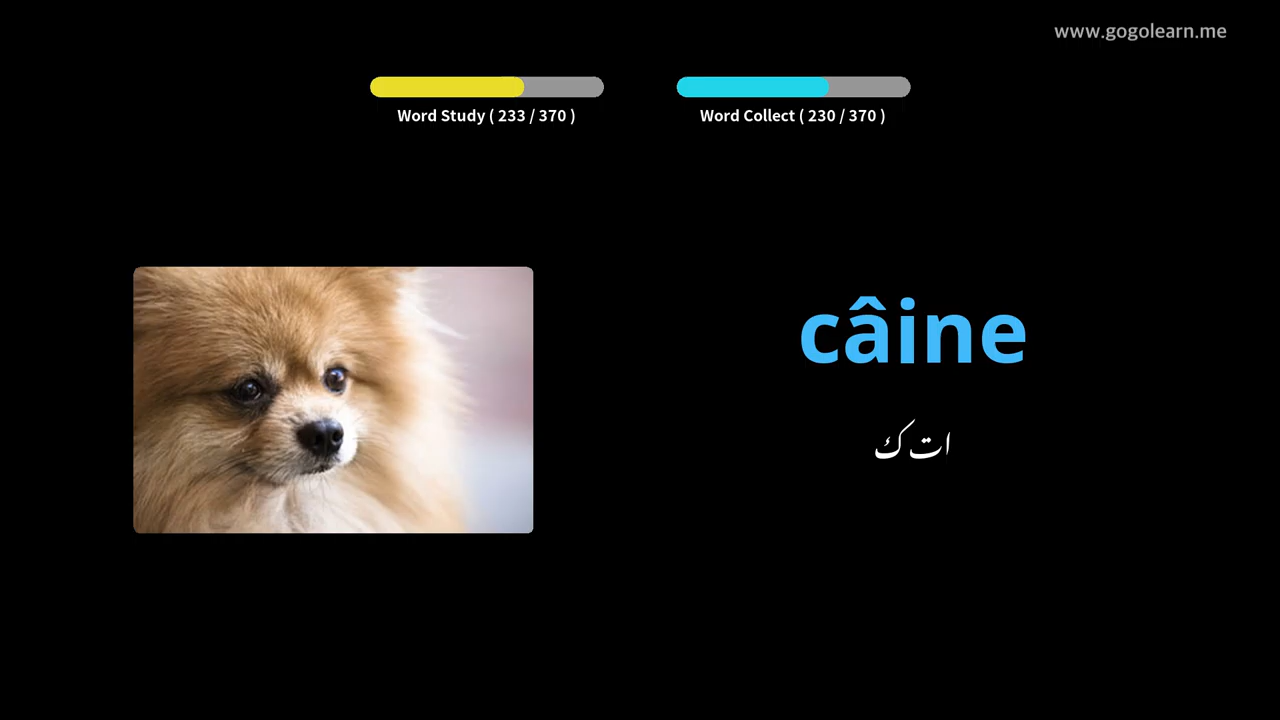 www.gogolearn.me
Word Study ( 233 / 370 )
Word Collect ( 230 / 370 )
câine
ات ك